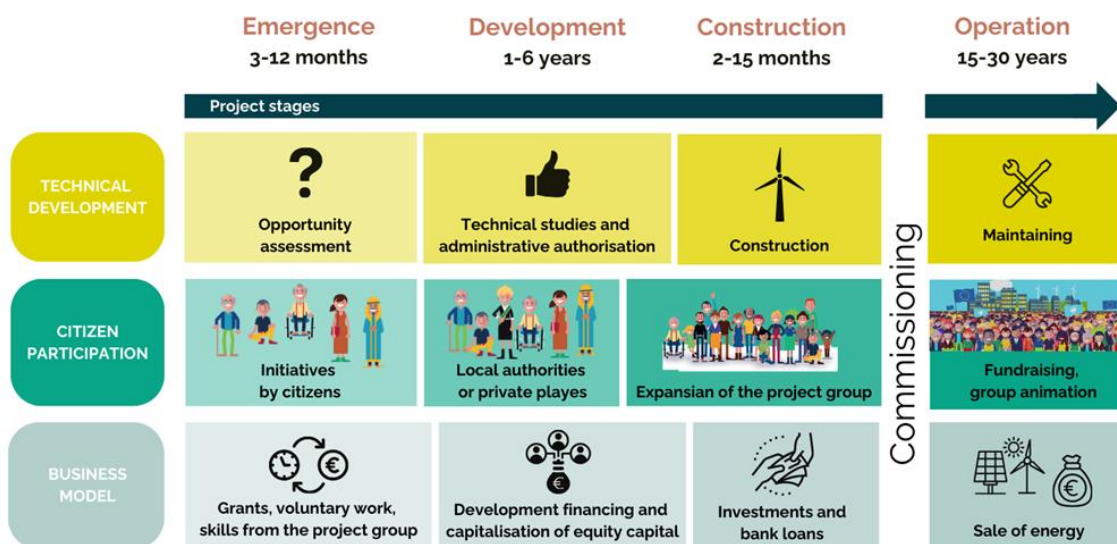 Emergence
3-12 months
Development
1-6 years
Construction
2-15 months
Operation
15-30 years
Project stages
TECHNICAL
DEVELOPMENT
Opportunity
assessment
Technical studies and
administrative authorisation
Construction
Maintaining
Commissioning
CITIZEN
PARTICIPATION
Initiatives
by citizens
Local authorities
or private playes
Expansion of the project group
Fundraising,
group animation
BUSINESS
MODEL
Grants, voluntary work,
skills from the project group
Development financing and
capitalisation of equity capital
Investments and
bank loans
Sale of energy